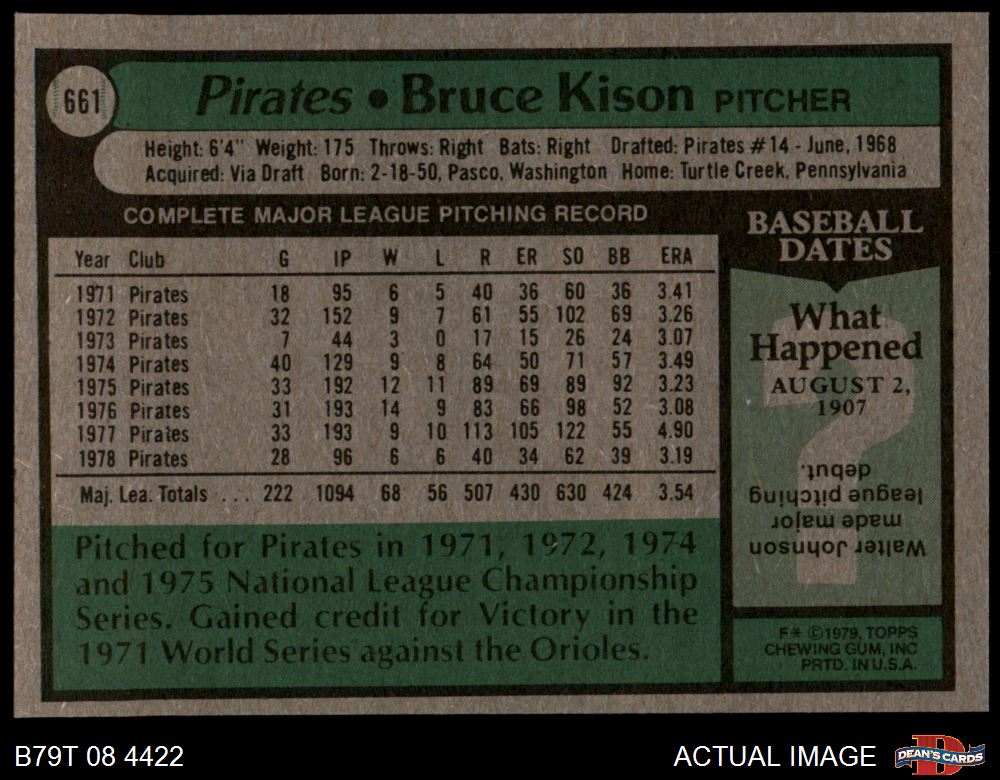 661
Pirates • Bruce Kison PITCHER
Height: 6'4" Weight: 175 Throws: Right Bats: Right Drafted: Pirates #14 - June, 1968
Acquired: Via Draft Born: 2-18-50, Pasco, Washington Home: Turtle Creek, Pennsylvania
COMPLETE MAJOR LEAGUE PITCHING RECORD
Year Club G IP W L R ER SO BB ERA
1971 Pirates 18 95 6 5 40 36 60 36 3.41
1972 Pirates 32 152 9 7 61 55 102 69 3.26
1973 Pirates 7 44 3 0 17 15 26 24 3.07
1974 Pirates 40 129 9 8 64 50 71 57 3.49
1975 Pirates 33 192 12 11 89 69 89 92 3.23
1976 Pirates 31 193 14 9 83 66 98 52 3.08
1977 Pirates 33 193 9 10 113 105 122 55 4.90
1978 Pirates 28 96 6 6 40 34 62 39 3.19
Maj. Lea. Totals ... 222 1094 68 56 507 430 630 424 3.54
Pitched for Pirates in 1971, 1972, 1974
and 1975 National League Championship
Series. Gained credit for Victory in the
1971 World Series against the Orioles.
BASEBALL
DATES
What
Happened
AUGUST 2,
1907
?
Walter Johnson
made major
league pitching
debut.
F* ©1979, TOPPS
CHEWING GUM, INC
PRTD. IN U.S.A.
B79T 08 4422
ACTUAL IMAGE
D
DEAN'S CARDS